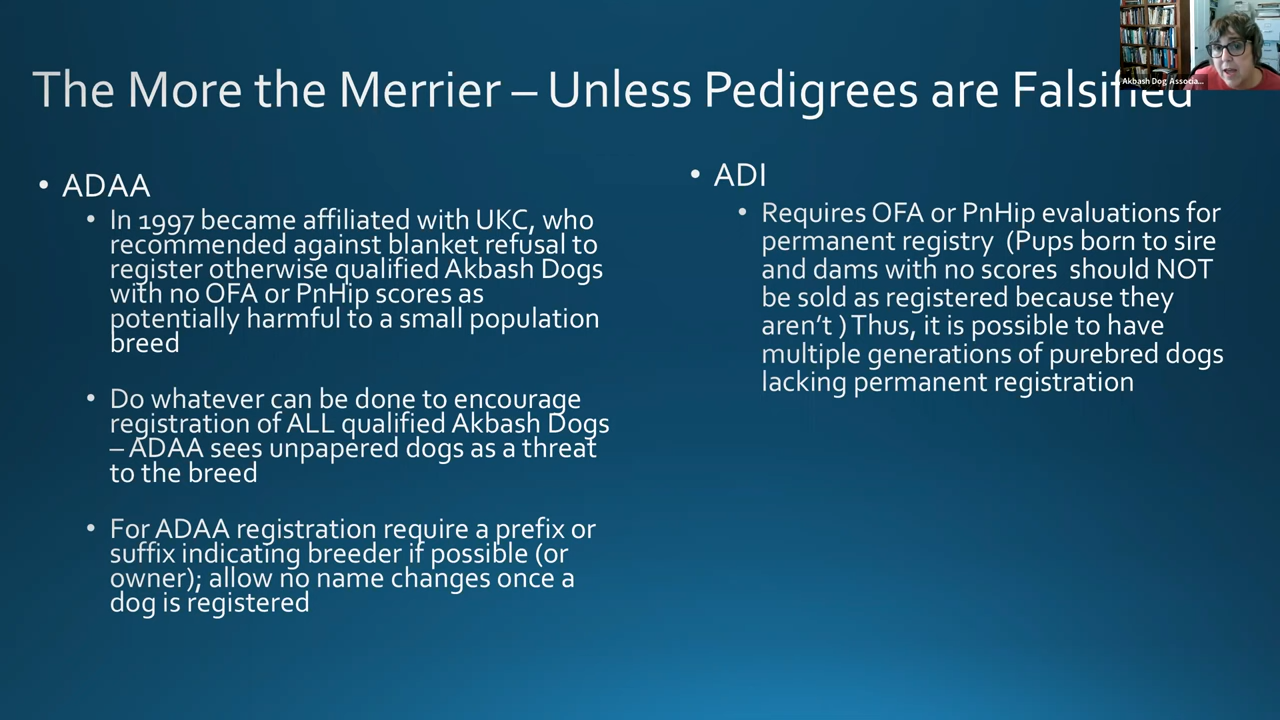 The More the Merrier – Unless Pedigrees are Falsified
Akbash Dog Associa...
• ADAA
• In 1997 became affiliated with UKC, who
recommended against blanket refusal to
register otherwise qualified Akbash Dogs
with no OFA or PnHip scores as
potentially harmful to a small population
breed
• Do whatever can be done to encourage
registration of ALL qualified Akbash Dogs
– ADAA sees unpapered dogs as a threat
to the breed
• For ADAA registration require a prefix or
suffix indicating breeder if possible (or
owner); allow no name changes once a
dog is registered
• ADI
• Requires OFA or PnHip evaluations for
permanent registry (Pups born to sire
and dams with no scores should NOT
be sold as registered because they
aren't ) Thus, it is possible to have
multiple generations of purebred dogs
lacking permanent registration